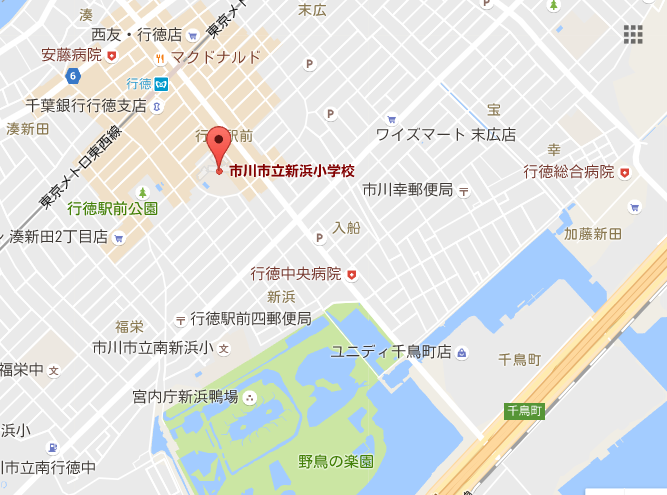 湊
末広
西友・行徳店
東京メトロ
安藤病院
マクドナルド
6
行徳
千葉銀行行徳支店
P
P
P
宝
湊新田
行徳駅前
ワイズマート 末広店
東京メトロ東西線
幸
市川市立新浜小学校
行徳総合病院
市川幸郵便局
行徳駅前公園
入船
加藤新田
湊新田2丁目店
P
行徳中央病院
新浜
行徳駅前四郵便局
福栄
市川市立南新浜小
文
ユニディ千鳥町店
千鳥町
福栄中
文
宮内庁新浜鴨場
千鳥町
浜小
野鳥の楽園
川市立南行徳中